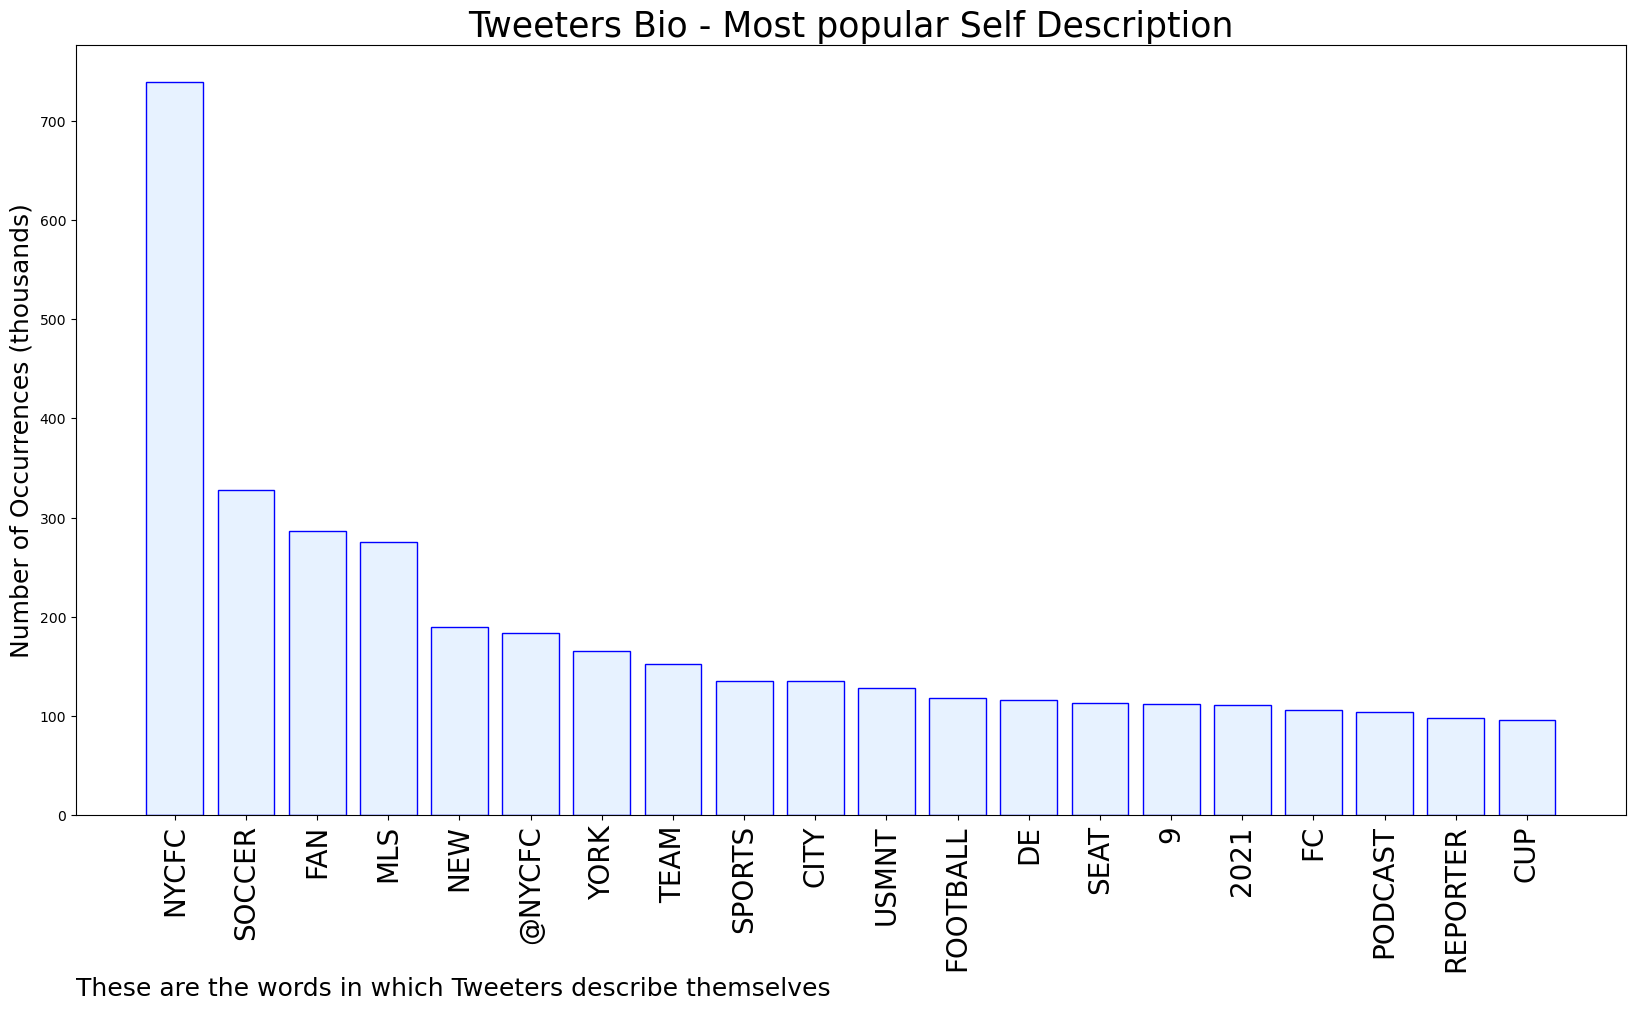 Tweeters Bio - Most popular Self Description
Number of Occurrences (thousands)
700
600
500
400
300
200
100
0
NYCFC
SOCCER
FAN
MLS
NEW
@NYCFC
YORK
TEAM
SPORTS
CITY
USMNT
FOOTBALL
DE
SEAT
9
2021
FC
PODCAST
REPORTER
CUP
These are the words in which Tweeters describe themselves